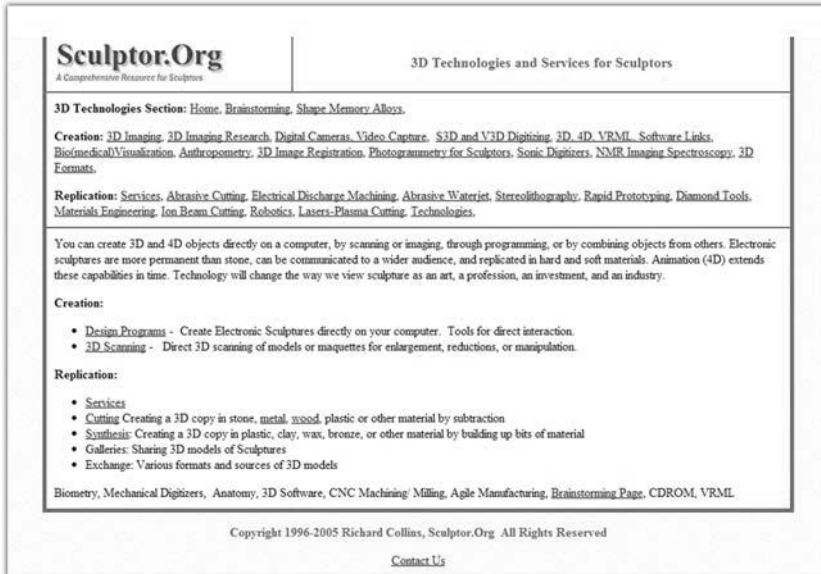 Sculptor.Org
A Comprehensive Resource for Sculptors
3D Technologies and Services for Sculptors
3D Technologies Section: Home, Brainstorming, Shape Memory Alloys,
Creation: 3D Imaging, 3D Imaging Research, Digital Cameras, Video Capture, S3D and V3D Digitizing, 3D, 4D, VRML, Software Links,
Bio(medical)Visualization, Anthropometry, 3D Image Registration, Photogrammetry for Sculptors, Sonic Digitizers, NMR Imaging Spectroscopy, 3D
Formats,
Replication: Services, Abrasive Cutting, Electrical Discharge Machining, Abrasive Waterjet, Stereolithography, Rapid Prototyping, Diamond Tools,
Materials Engineering, Ion Beam Cutting, Robotics, Lasers-Plasma Cutting, Technologies,
You can create 3D and 4D objects directly on a computer, by scanning or imaging, through programming, or by combining objects from others. Electronic
sculptures are more permanent than stone, can be communicated to a wider audience, and replicated in hard and soft materials. Animation (4D) extends
these capabilities in time. Technology will change the way we view sculpture as an art, a profession, an investment, and an industry.
Creation:
• Design Programs - Create Electronic Sculptures directly on your computer. Tools for direct interaction.
• 3D Scanning - Direct 3D scanning of models or maquettes for enlargement, reductions, or manipulation.
Replication:
• Services
• Cutting Creating a 3D copy in stone, metal, wood, plastic or other material by subtraction
• Synthesis: Creating a 3D copy in plastic, clay, wax, bronze, or other material by building up bits of material
• Galleries: Sharing 3D models of Sculptures
• Exchange: Various formats and sources of 3D models
Biometry, Mechanical Digitizers, Anatomy, 3D Software, CNC Machining/ Milling, Agile Manufacturing, Brainstorming Page, CDROM, VRML
Copyright 1996-2005 Richard Collins, Sculptor.Org All Rights Reserved
Contact Us